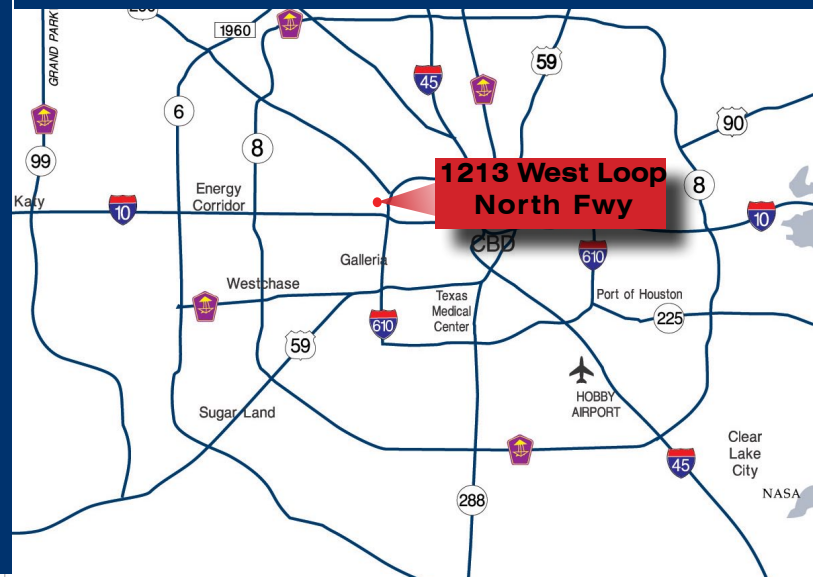 1960
GRAND PARK
45
59
6
90
8
99
1213 West Loop
North Fwy
8
Katy
Energy
Corridor
10
10
CBD
Galleria
610
Westchase
Texas
Medical
Center
Port of Houston
610
225
59
HOBBY
AIRPORT
Sugar Land
Clear
Lake
City
45
NASA
288